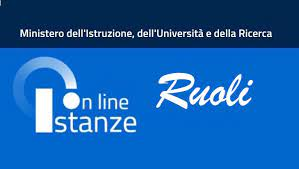 Ministero dell'Istruzione, dell'Università e della Ricerca
on line
Istanze
Ruoli